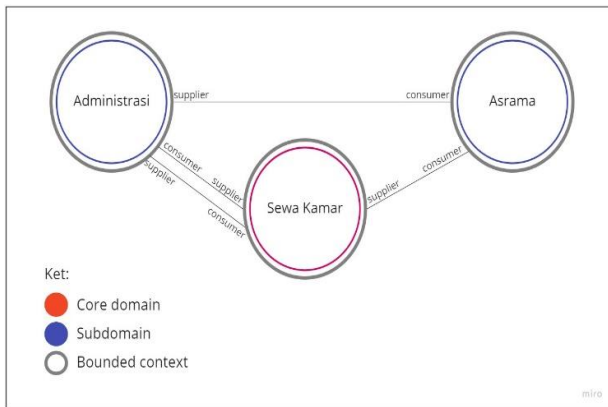 Administrasi
supplier
consumer
Asrama
consumer
supplier
supplier
consumer
Sewa Kamar
supplier
consumer
Ket:
Core domain
Subdomain
Bounded context
miro